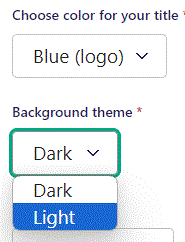 Choose color for your title *
Blue (logo)
Background theme *
Dark
Dark
Light